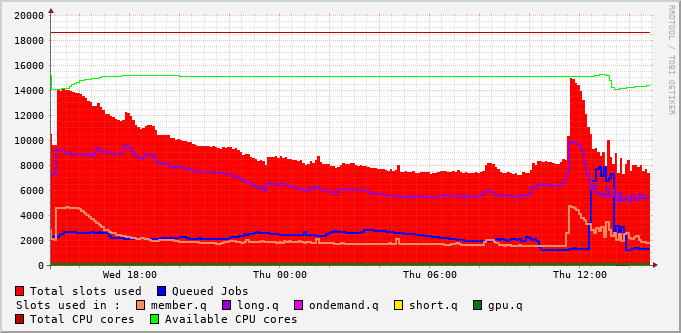 20000
18000
16000
14000
12000
10000
8000
6000
4000
2000
0
Wed 18:00 Thu 00:00 Thu 06:00 Thu 12:00
RRDTOOL / TOBI OETIKER
Total slots used Queued Jobs
Slots used in : member.q long.q ondemand.q short.q gpu.q
Total CPU cores Available CPU cores